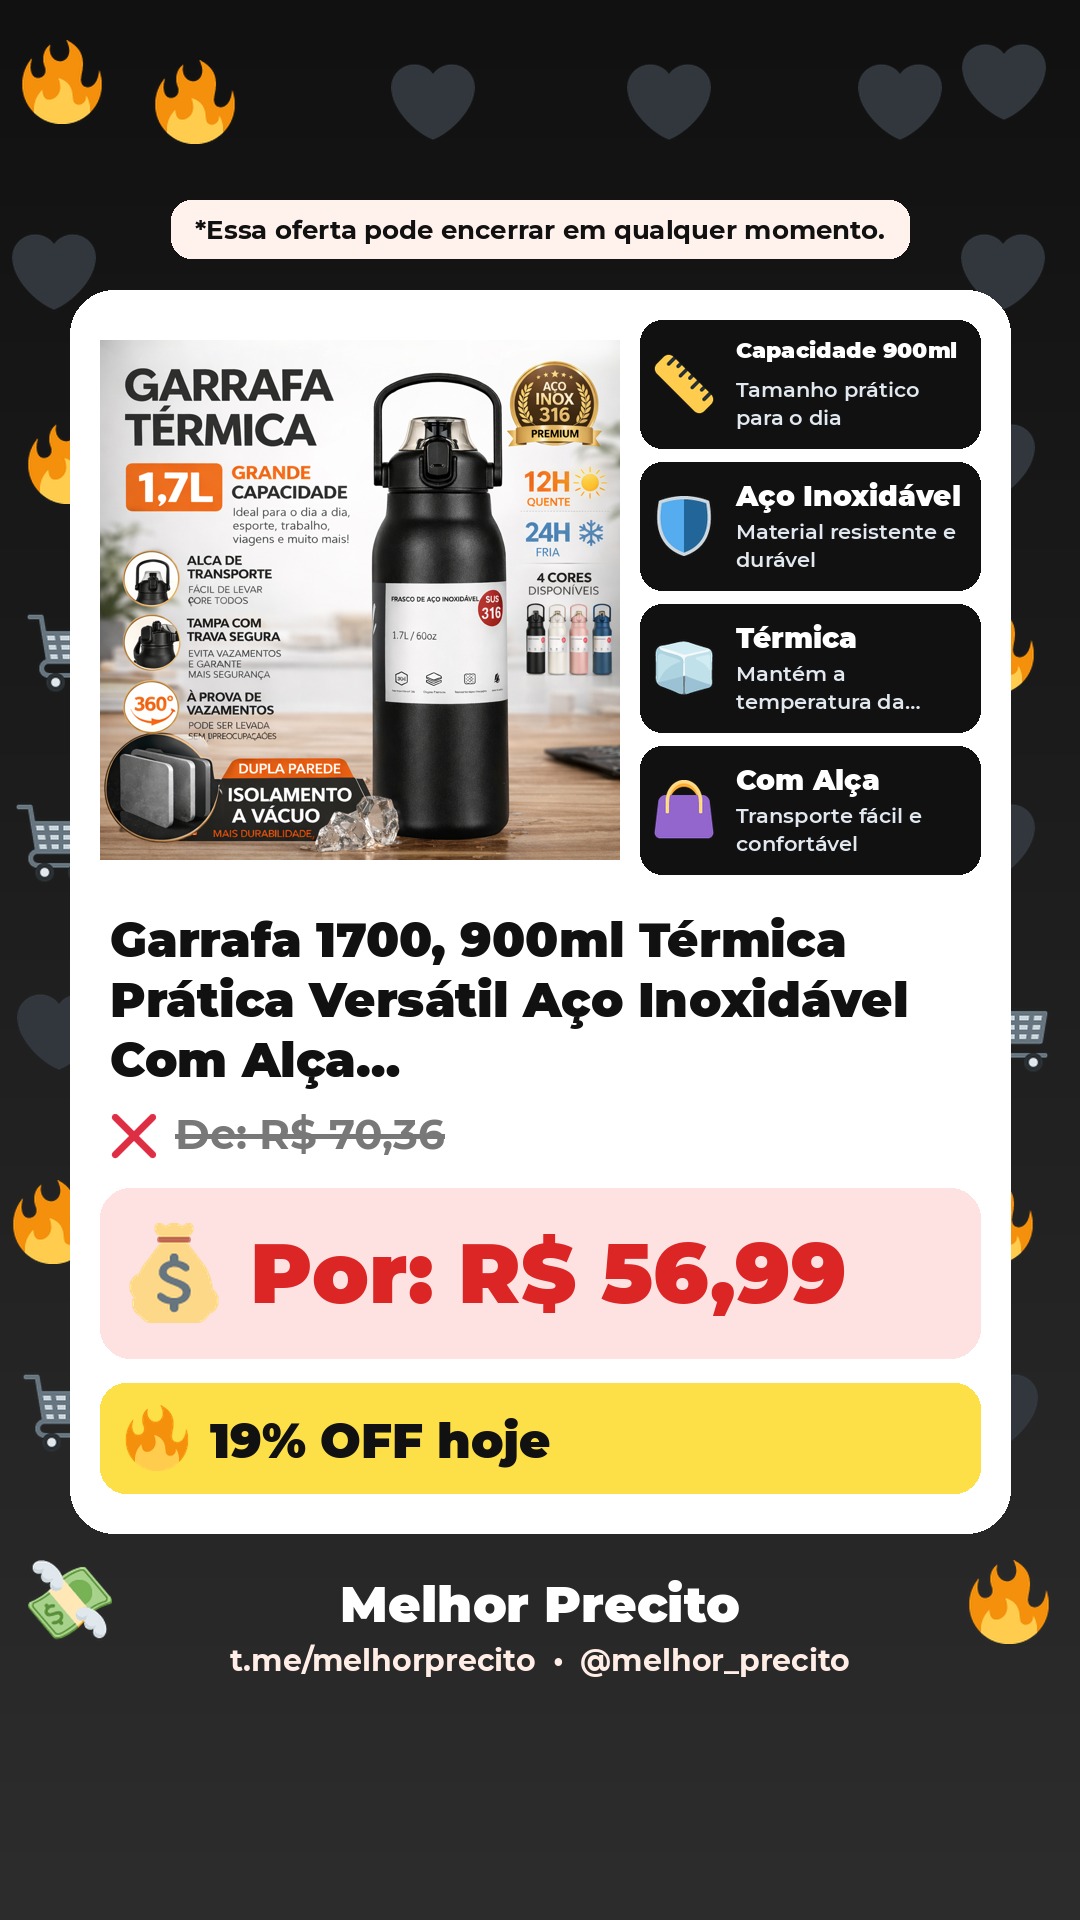 *Essa oferta pode encerrar em qualquer momento.
GARRAFA
TÉRMICA
1,7L
GRANDE
CAPACIDADE
Ideal para o dia a dia,
esporte, trabalho,
viagens e muito mais!
ALCA DE
TRANSPORTE
FÁCIL DE LEVAR
CORE TODOS
TAMPA COM
TRAVA SEGURA
EVITA VAZAMENTOS
E GARANTE
MAIS SEGURANÇA
360°
À PROVA DE
VAZAMENTOS
PODE SER LEVADA
SEM
DUPLA PAREDE
ISOLAMENTO
A VÁCUO
MAIS DURABILIDADE
FRASCO DE AÇO INOXIDÁVEL
SUS
316
1.7L / 60oz
AÇO
INOX
316
PREMIUM
12H
QUENTE
24H
FRIA
4 CORES
DISPONÍVEIS
Capacidade 900ml
Tamanho prático
para o dia
Aço Inoxidável
Material resistente e
durável
Térmica
Mantém a
temperatura da...
Com Alça
Transporte fácil e
confortável
Garrafa 1700, 900ml Térmica
Prática Versátil Aço Inoxidável
Com Alça...
De: R$ 70,36
Por: R$ 56,99
19% OFF hoje
Melhor Precito
t.me/melhorprecito • @melhor_precito